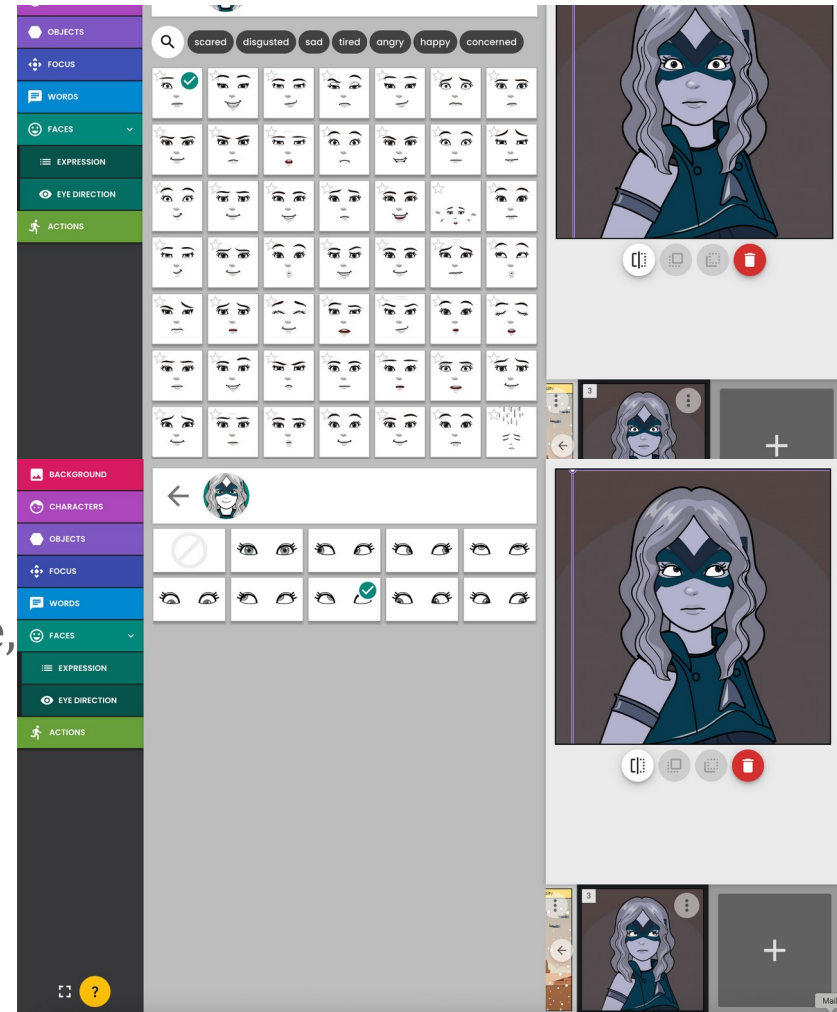 OBJECTS
scared disgusted sad tired angry happy concerned
FOCUS
WORDS
FACES
EXPRESSION
EYE DIRECTION
ACTIONS
3
+
BACKGROUND
CHARACTERS
OBJECTS
FOCUS
WORDS
e,
FACES
EXPRESSION
EYE DIRECTION
ACTIONS
3
+
?
Mail